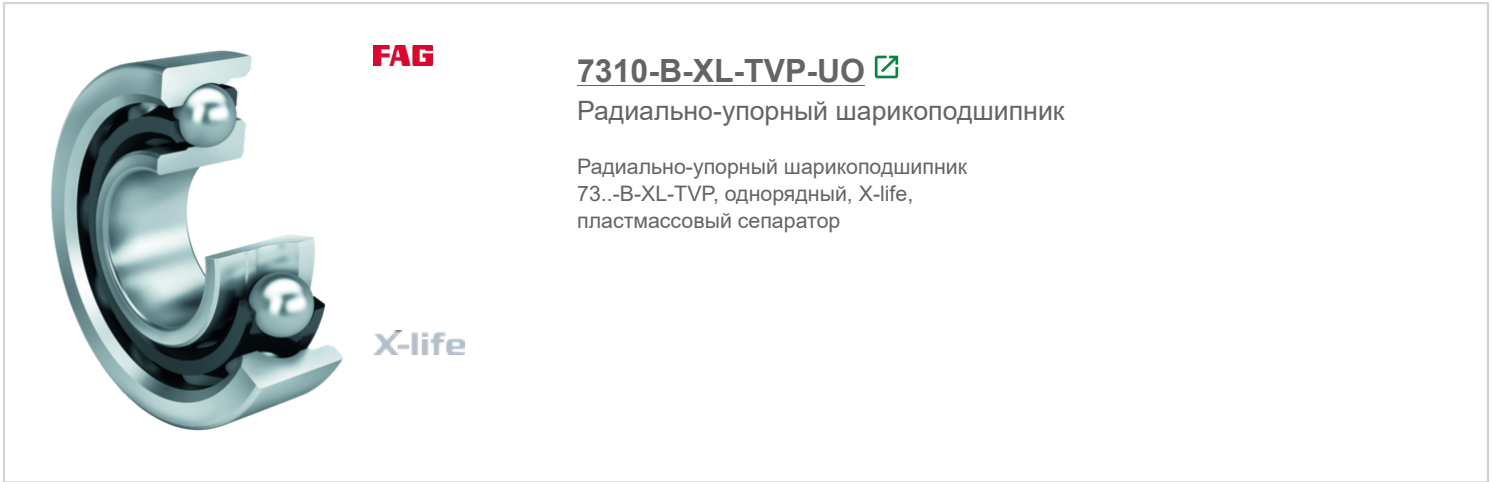 FAG
7310-B-XL-TVP-UO
Радиально-упорный шарикоподшипник
Радиально-упорный шарикоподшипник
73..-B-XL-TVP, однорядный, X-life,
пластмассовый сепаратор
X-life